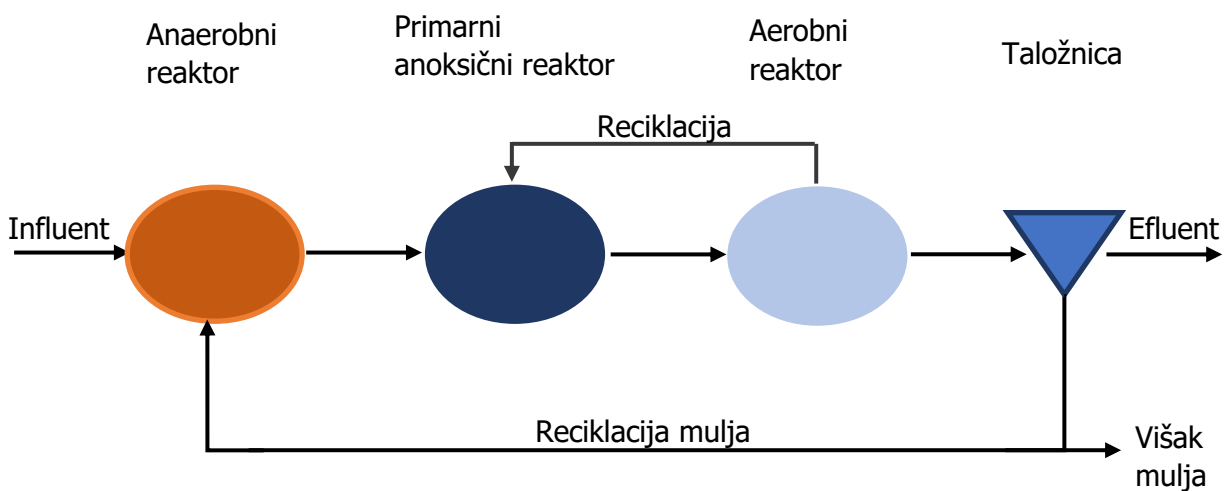 Anaerobni
reaktor
Primarni
anoksični reaktor
Aerobni
reaktor
Taložnica
Reciklacija
Influent
Efluent
Reciklacija mulja
Višak
mulja